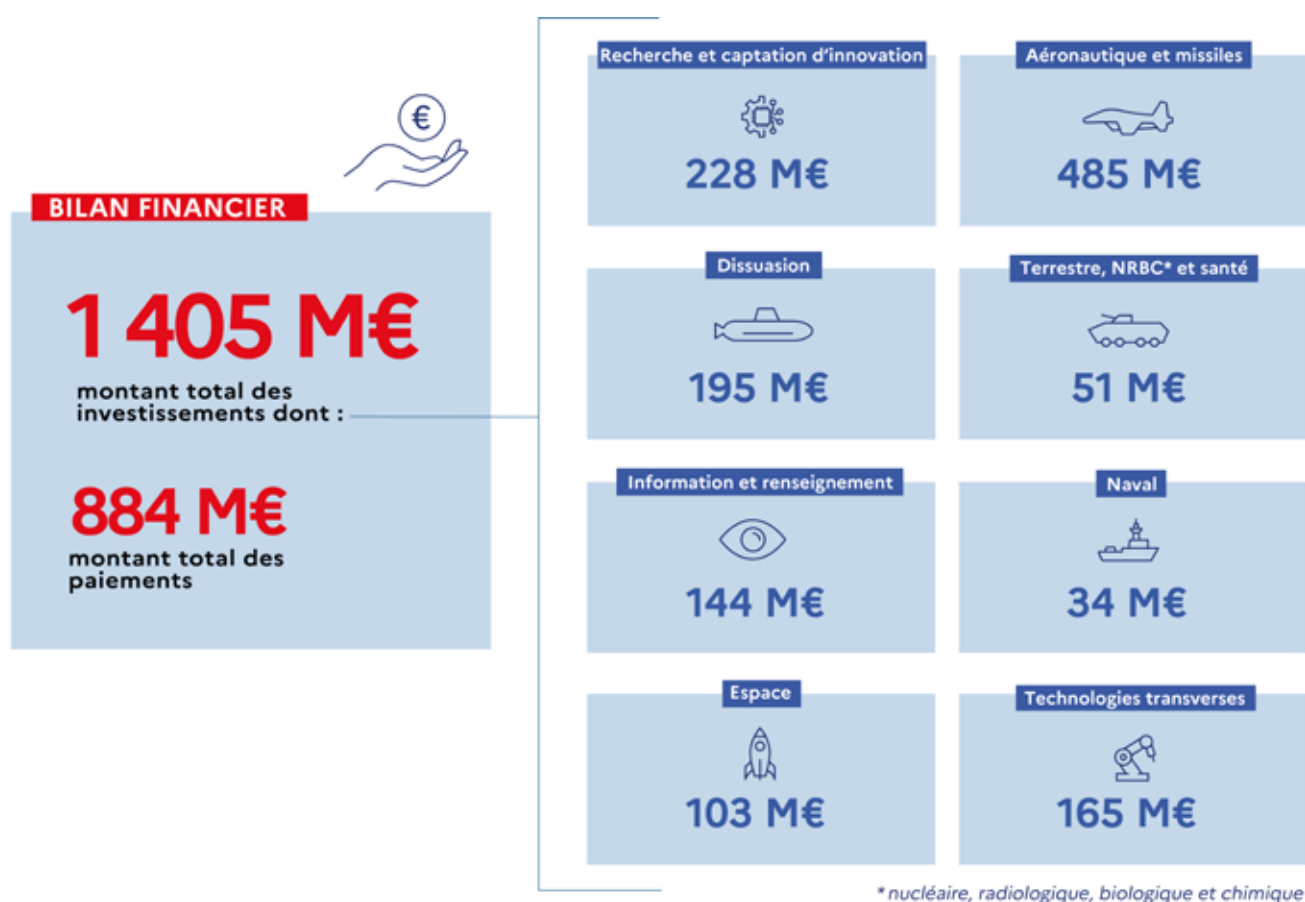 BILAN FINANCIER
€
1 405 M€
montant total des
investissements dont :
884 M€
montant total des
paiements
Recherche et captation d'innovation
228 M€
Aéronautique et missiles
485 M€
Dissuasion
195 M€
Terrestre, NRBC* et santé
51 M€
Information et renseignement
144 M€
Naval
34 M€
Espace
103 M€
Technologies transverses
165 M€
* nucléaire, radiologique, biologique et chimique